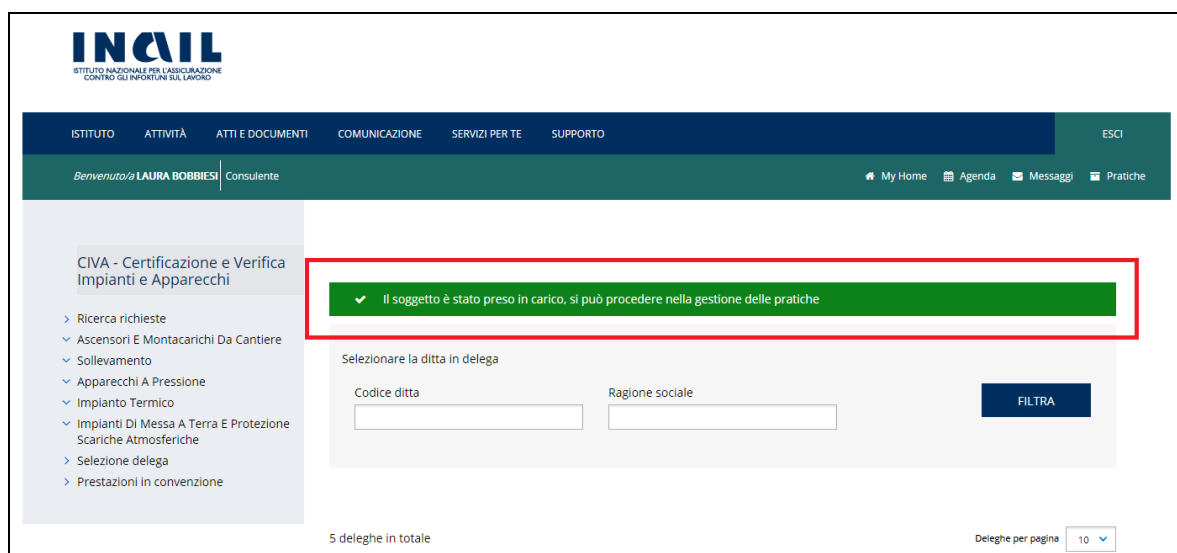 INAIL
ISTITUTO NAZIONALE PER L'ASSICURAZIONE
CONTRO GLI INFORTUNI SUL LAVORO
ISTITUTO ATTIVITÀ ATTI E DOCUMENTI COMUNICAZIONE SERVIZI PER TE SUPPORTO ESCI
Benvenuto/a LAURA BOBBIESI Consulente My Home Agenda Messaggi Pratiche
CIVA - Certificazione e Verifica
Impianti e Apparecchi
Ricerca richieste
Ascensori E Montacarichi Da Cantiere
Sollevamento
Apparecchi A Pressione
Impianto Termico
Impianti Di Messa A Terra E Protezione
Scariche Atmosferiche
Selezione delega
Prestazioni in convenzione
Il soggetto è stato preso in carico, si può procedere nella gestione delle pratiche
Selezionare la ditta in delega
Codice ditta Ragione sociale
FILTRA
5 deleghe in totale Deleghe per pagina 10